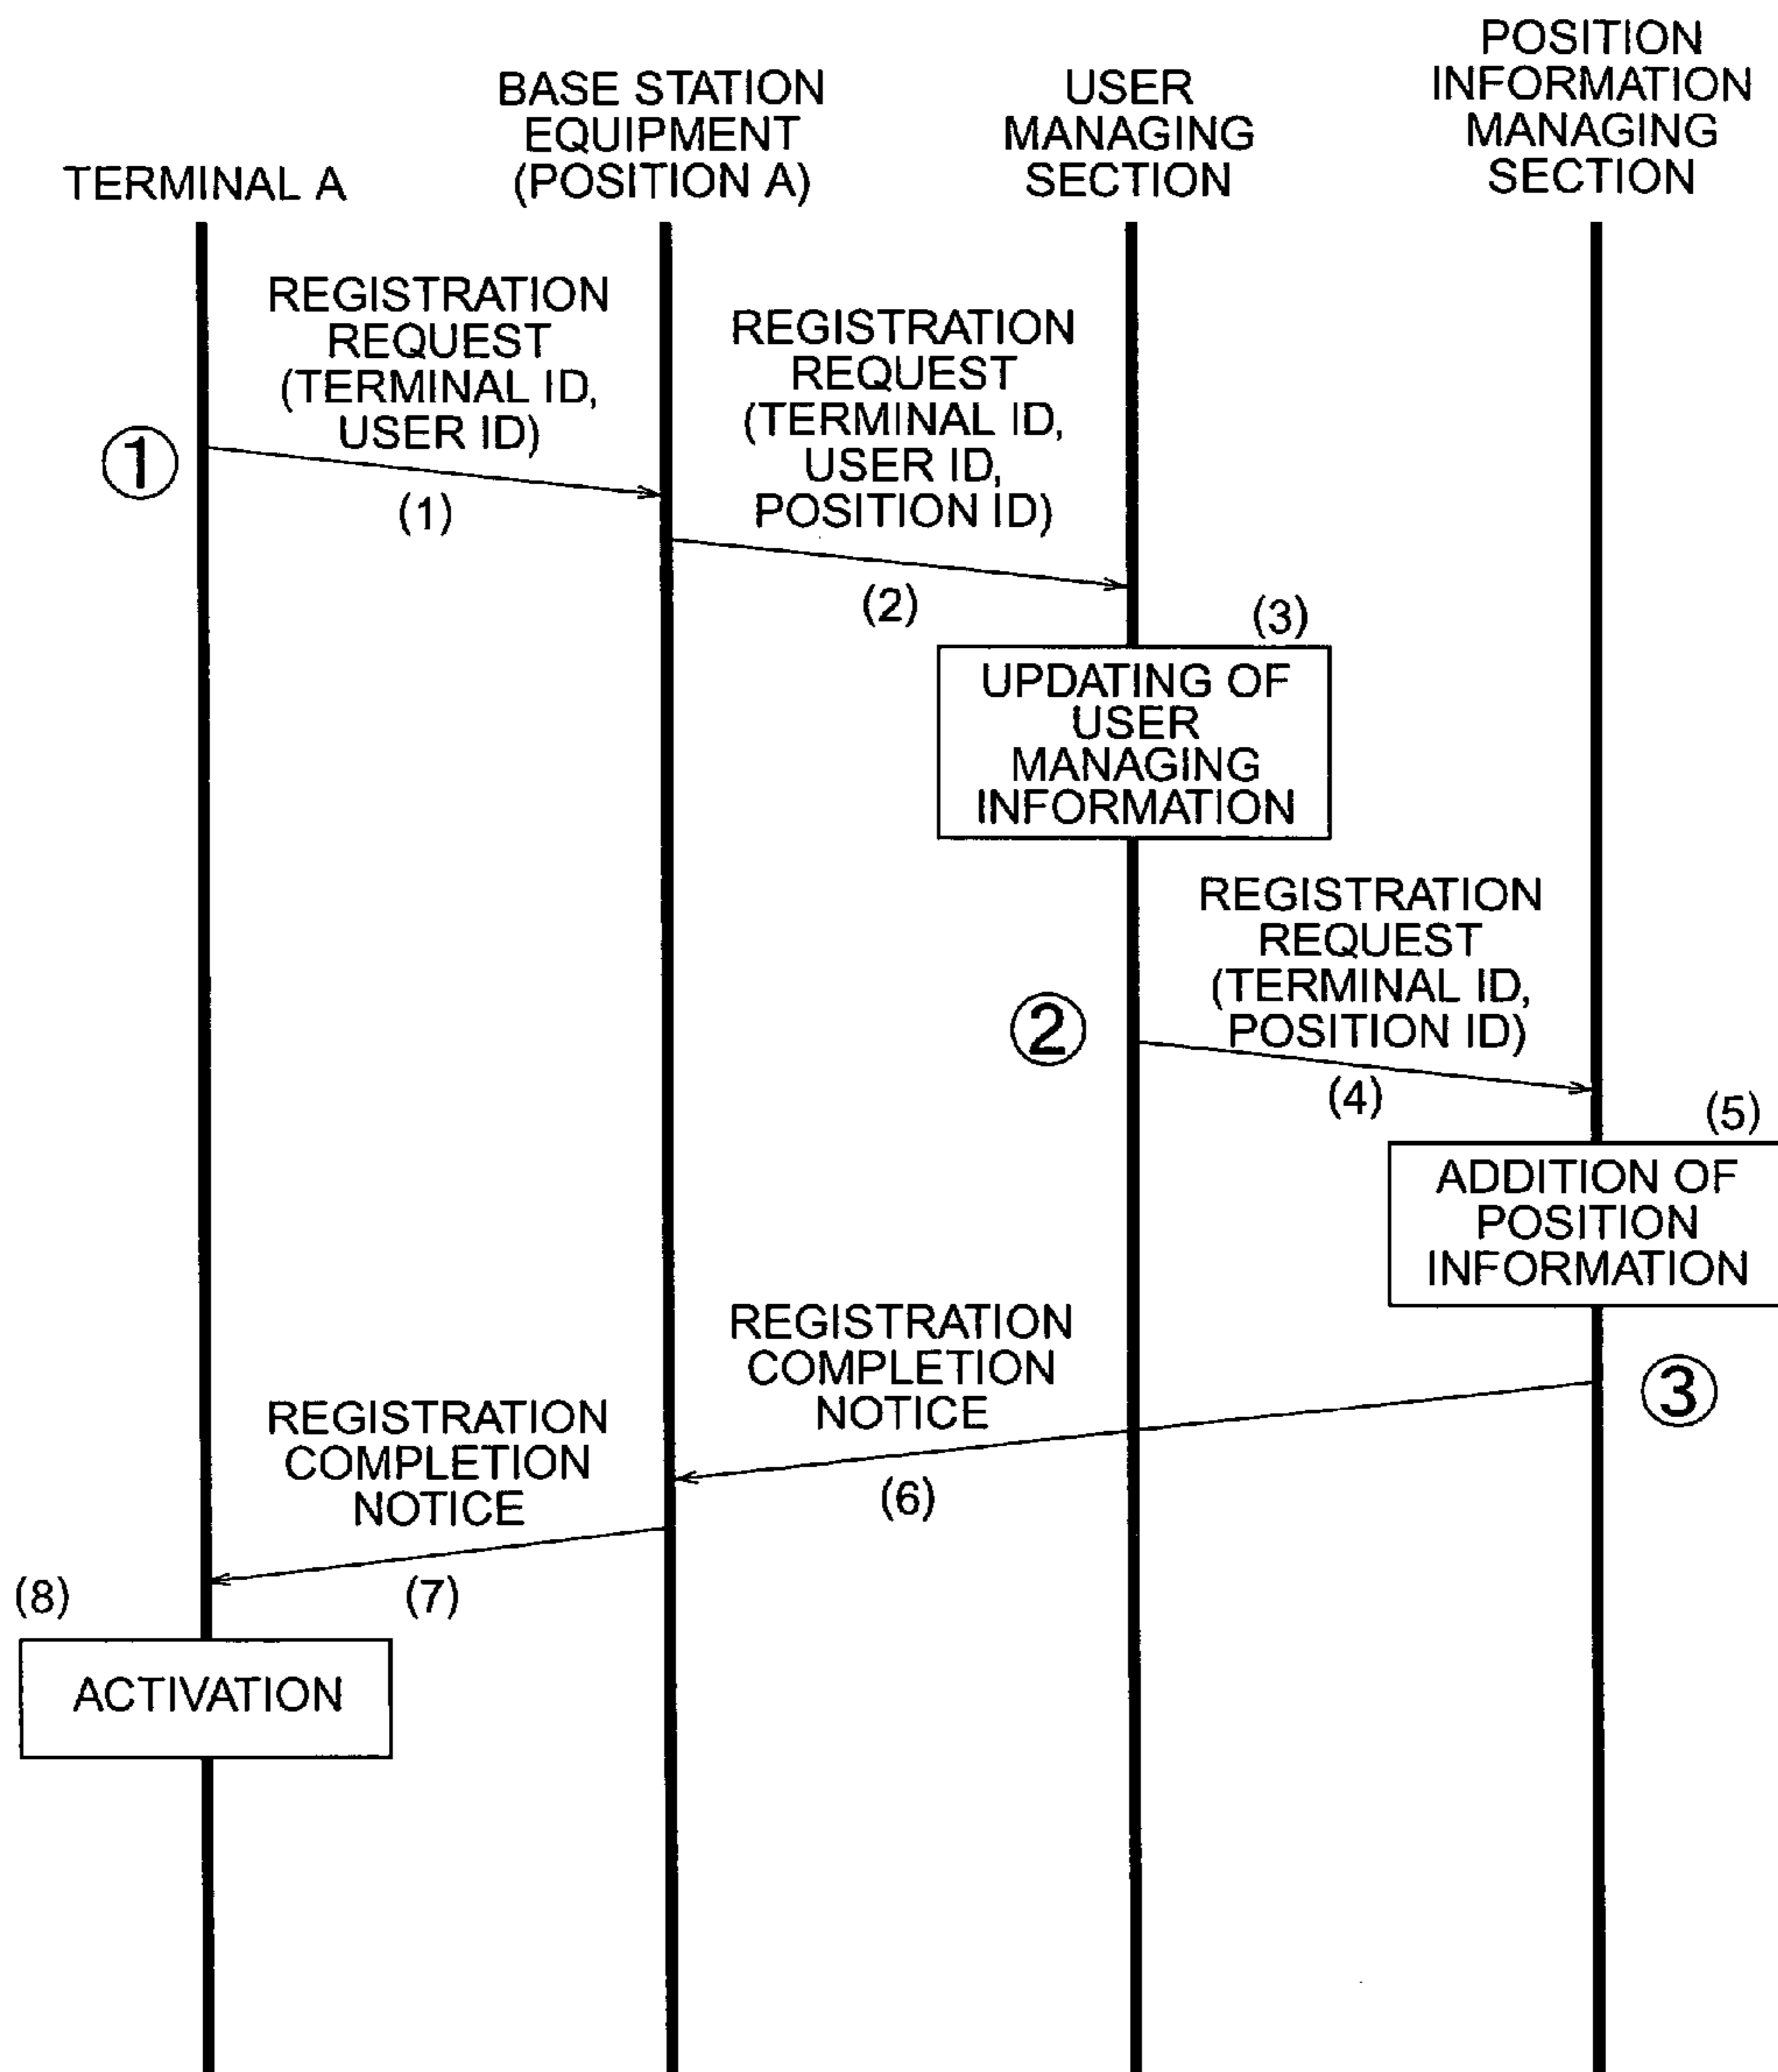 TERMINAL A
BASE STATION
EQUIPMENT
(POSITION A)
USER
MANAGING
SECTION
POSITION
INFORMATION
MANAGING
SECTION
REGISTRATION
REQUEST
(TERMINAL ID,
USER ID)
①
(1)
REGISTRATION
REQUEST
(TERMINAL ID,
USER ID,
POSITION ID)
(2)
(3)
UPDATING OF
USER
MANAGING
INFORMATION
REGISTRATION
REQUEST
(TERMINAL ID,
POSITION ID)
②
(4)
(5)
ADDITION OF
POSITION
INFORMATION
③
REGISTRATION
COMPLETION
NOTICE
(6)
REGISTRATION
COMPLETION
NOTICE
(7)
(8)
ACTIVATION